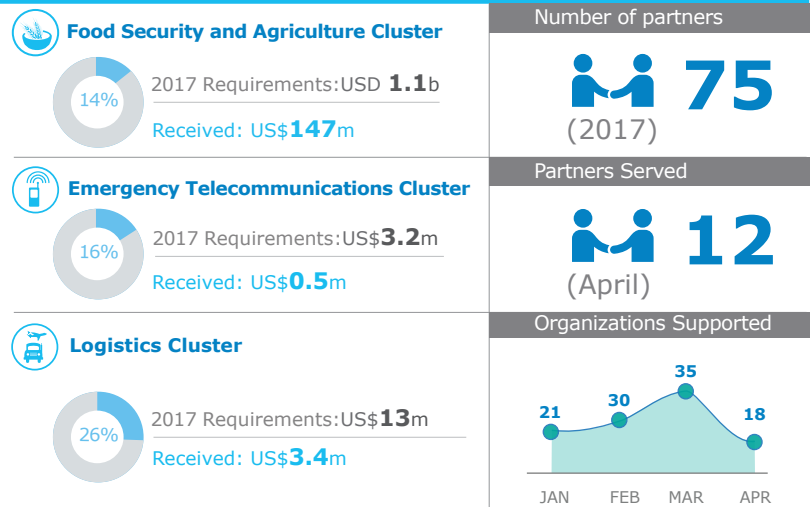 Food Security and Agriculture Cluster
14%
2017 Requirements:USD 1.1b
Received: US$147m
Number of partners
75
(2017)
Emergency Telecommunications Cluster
16%
2017 Requirements:US$3.2m
Received: US$0.5m
Partners Served
12
(April)
Logistics Cluster
26%
2017 Requirements:US$13m
Received: US$3.4m
Organizations Supported
21
30
35
18
JAN FEB MAR APR